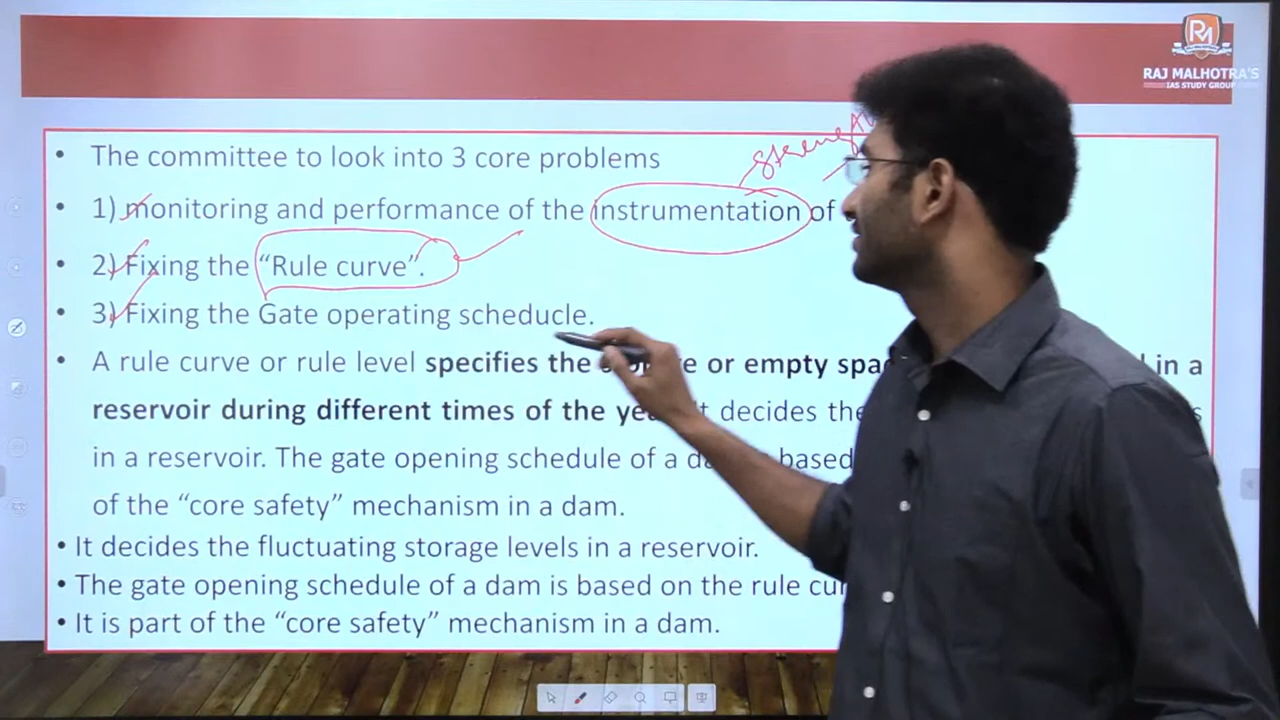 RM
RAJ MALHOTRA'S
IAS STUDY GROUP
• The committee to look into 3 core problems
• 1) monitoring and performance of the instrumentation of
• 2) Fixing the "Rule curve".
• 3) Fixing the Gate operating scheducle.
• A rule curve or rule level specifies the or empty in a
reservoir during different times of the It decides the
in a reservoir. The gate opening schedule of a based
of the "core safety" mechanism in a dam.
• It decides the fluctuating storage levels in a reservoir.
• The gate opening schedule of a dam is based on the rule
• It is part of the "core safety" mechanism in a dam.